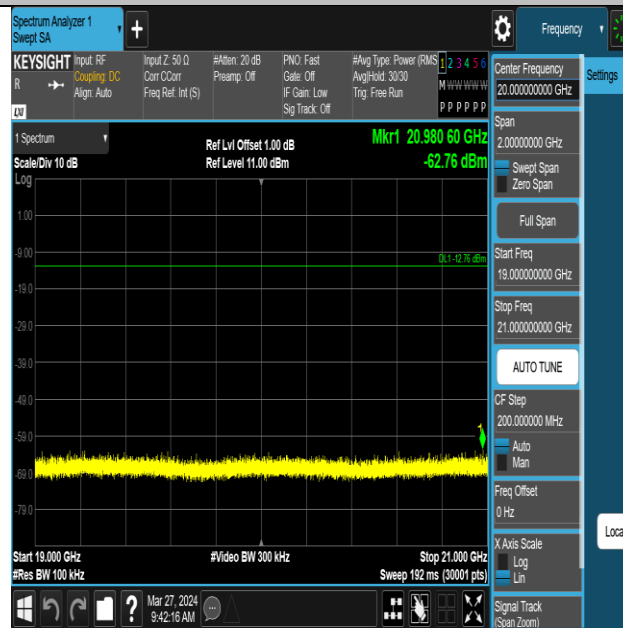 Spectrum Analyzer 1
Swept SA
+
Frequency
KEYSIGHT
R
LXI
Input: RF
Coupling: DC
Align: Auto
Input Z: 50 Ω
Corr CCorr
Freq Ref: Int (S)
#Atten: 20 dB
Preamp: Off
PNO: Fast
Gate: Off
IF Gain: Low
Sig Track: Off
#Avg Type: Power (RMS
Avg|Hold: 30/30
Trig: Free Run
1 2 3 4 5 6
M W W W W W
P P P P P P
1 Spectrum
Scale/Div 10 dB
Log
Ref Lvl Offset 1.00 dB
Ref Level 11.00 dBm
Mkr1 20.980 60 GHz
-62.76 dBm
1.00
-9.00
DL1 -12.76 dBm
-19.0
-29.0
-39.0
-49.0
-59.0
1
-69.0
-79.0
Start 19.000 GHz
#Video BW 300 kHz
Stop 21.000 GHz
#Res BW 100 kHz
Sweep 192 ms (30001 pts)
?
Mar 27, 2024
9:42:16 AM
Center Frequency
20.000000000 GHz
Settings
Span
2.00000000 GHz
Swept Span
Zero Span
Full Span
Start Freq
19.000000000 GHz
Stop Freq
21.000000000 GHz
AUTO TUNE
CF Step
200.000000 MHz
Auto
Man
Freq Offset
0 Hz
X Axis Scale
Log
Lin
Loca
Signal Track
(Span Zoom)